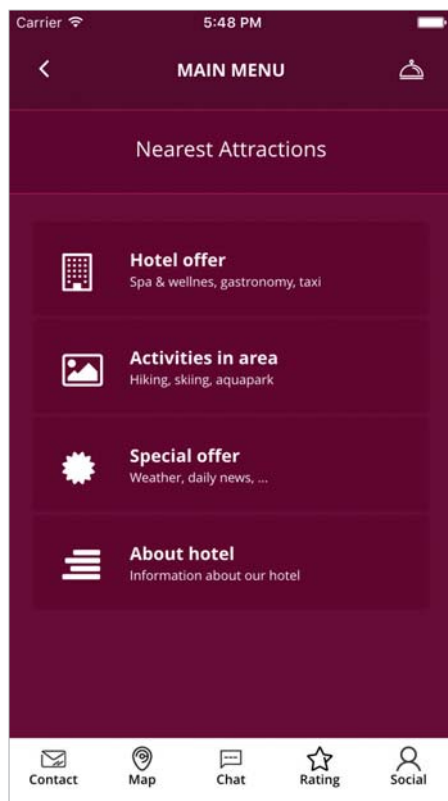 Carrier 5:48 PM
MAIN MENU
Nearest Attractions
Hotel offer
Spa & wellnes, gastronomy, taxi
Activities in area
Hiking, skiing, aquapark
Special offer
Weather, daily news, ...
About hotel
Information about our hotel
Contact Map Chat Rating Social